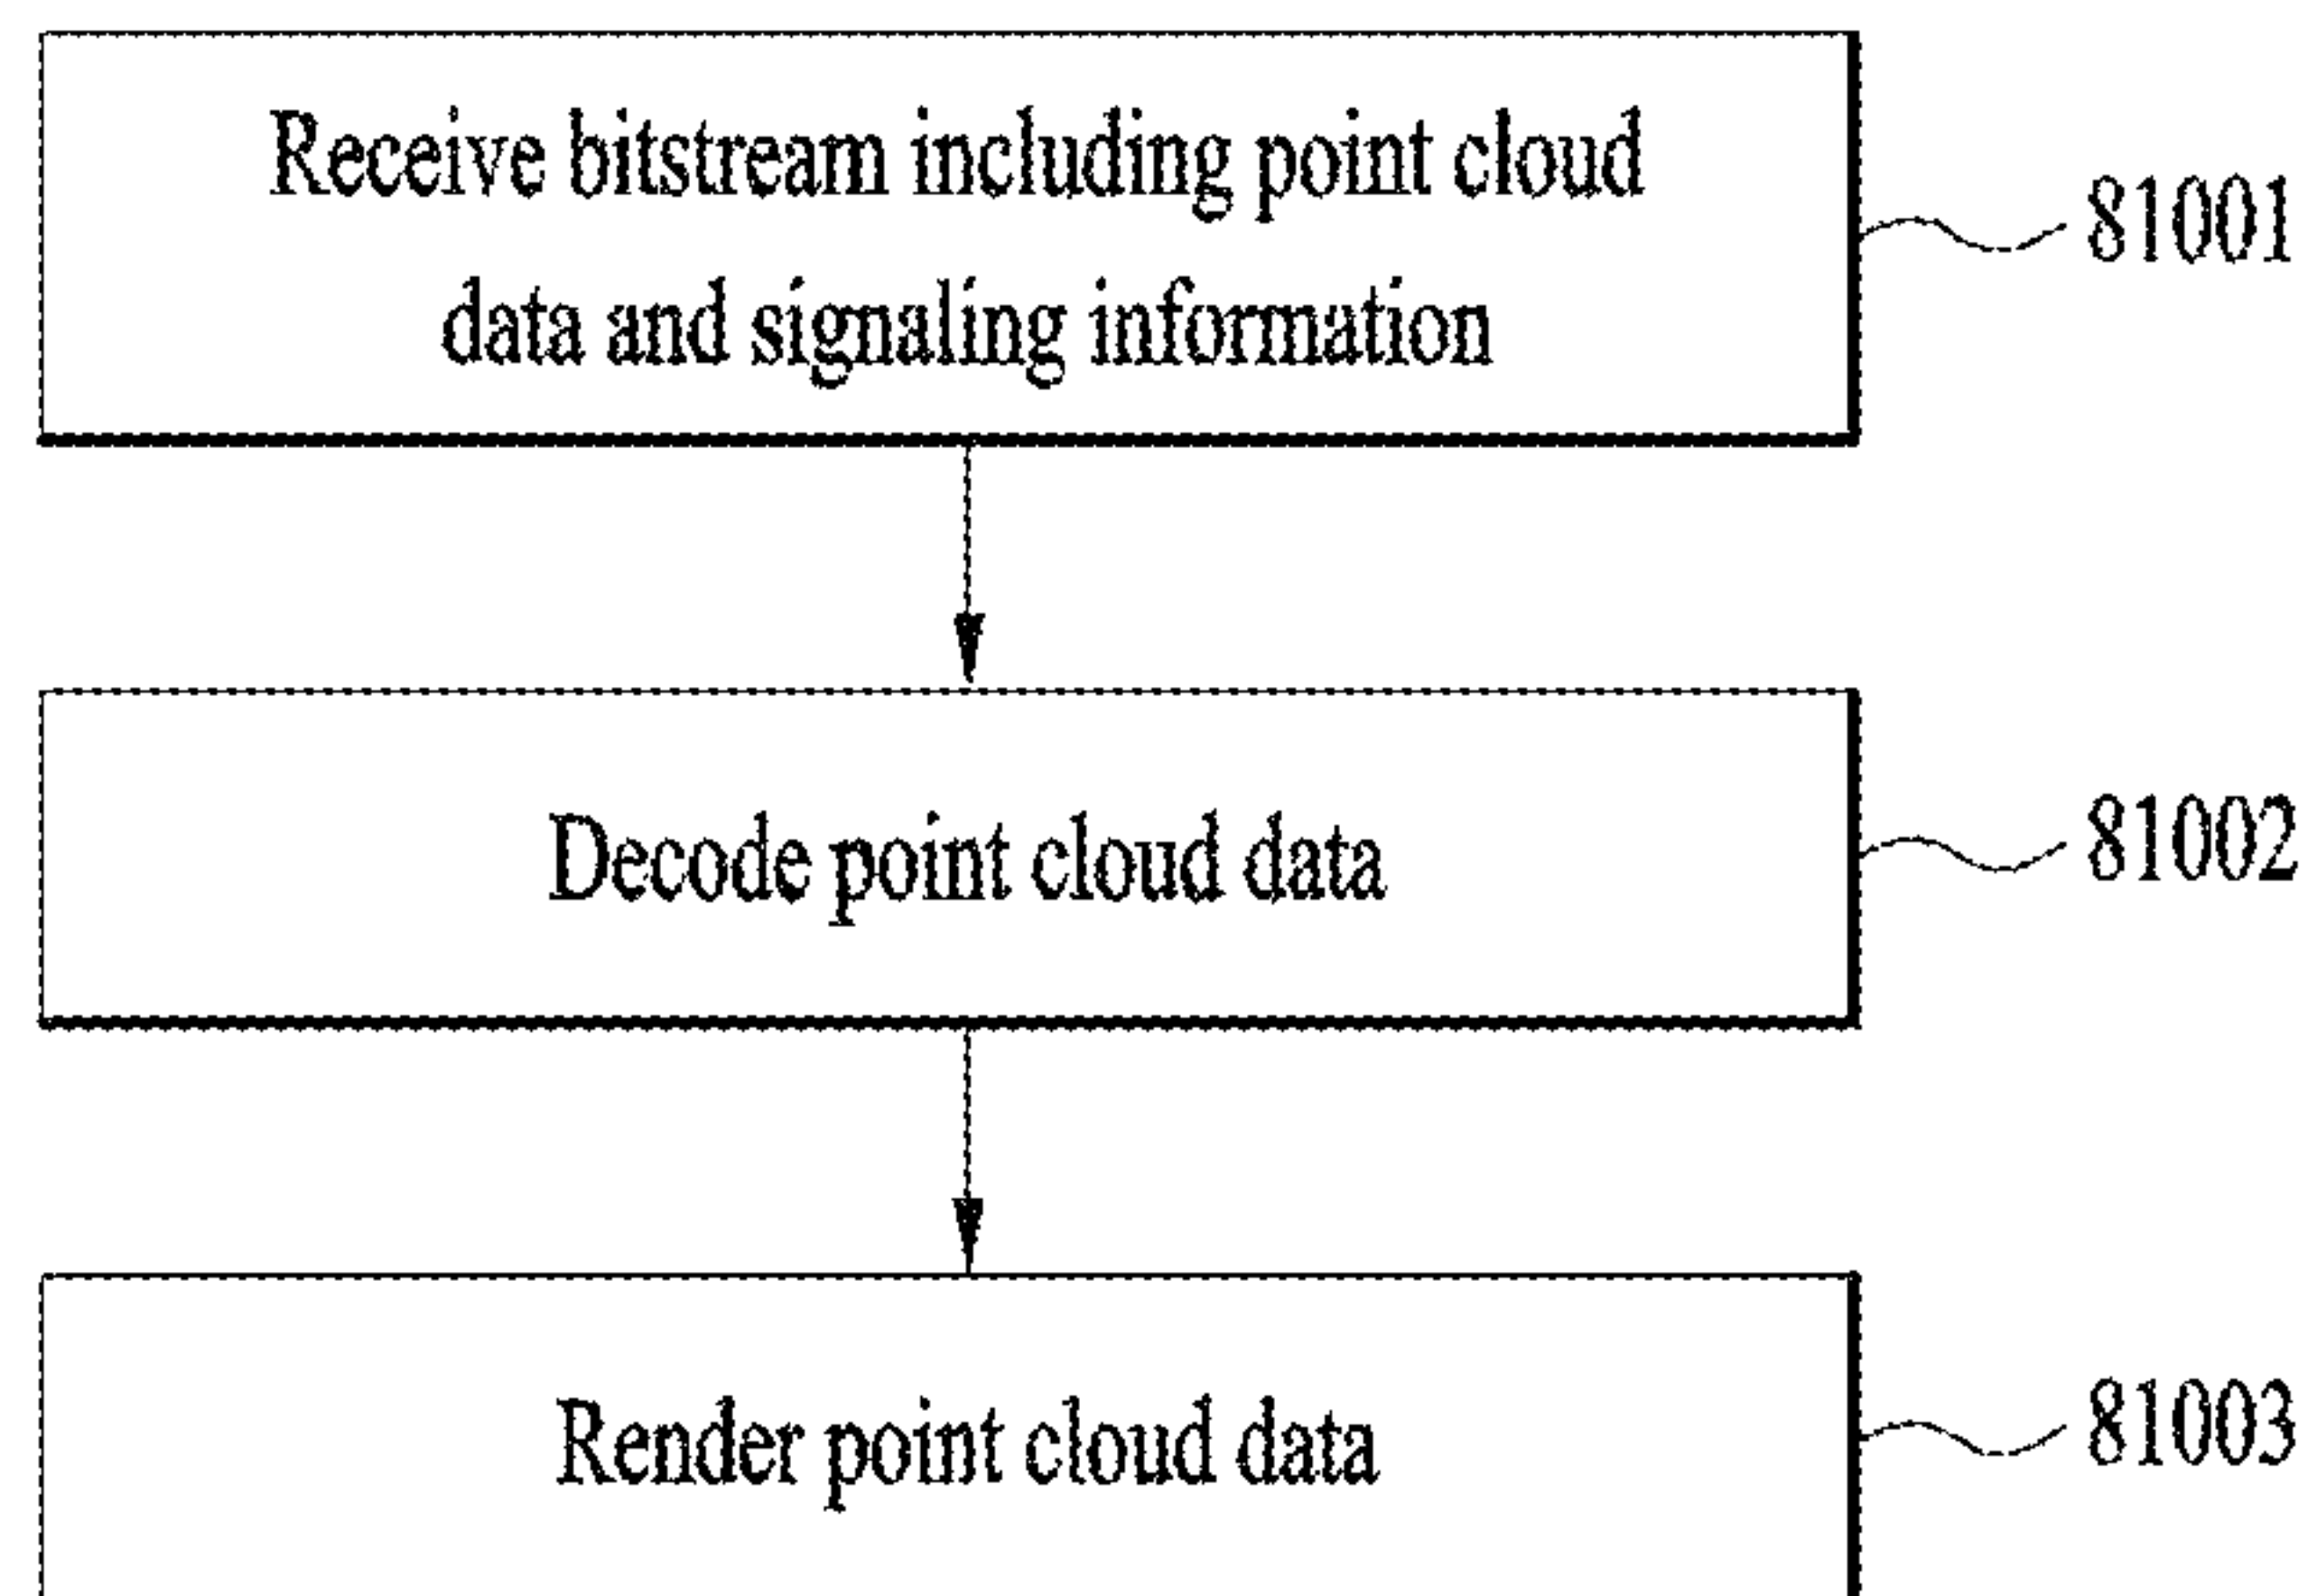 Receive bitstream including point cloud
data and signaling information
81001
Decode point cloud data
81002
Render point cloud data
81003